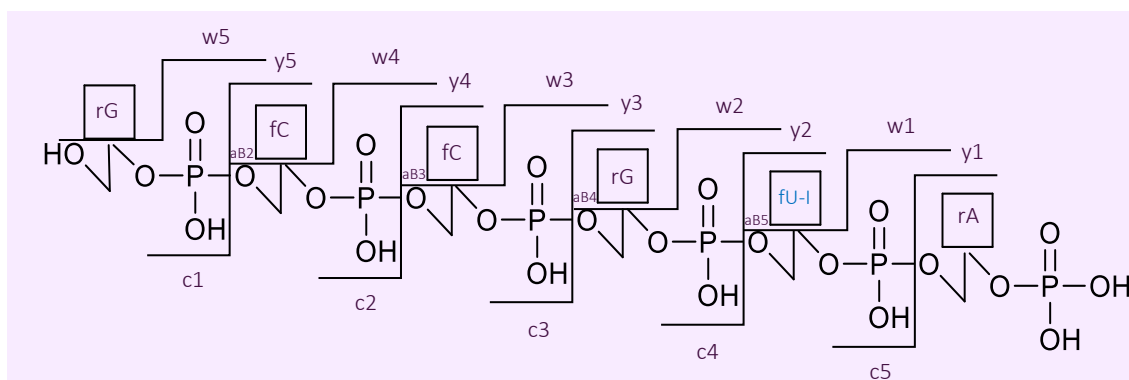 w5
y5
w4
y4
w3
y3
w2
y2
w1
y1
rG
fC
fC
rG
fU-I
rA
aB2
aB3
aB4
aB5
HO
O
O
P
OH
O
O
O
P
OH
O
O
O
P
OH
O
O
O
P
OH
O
O
O
P
OH
O
O
O
P
OH
OH
c1
c2
c3
c4
c5